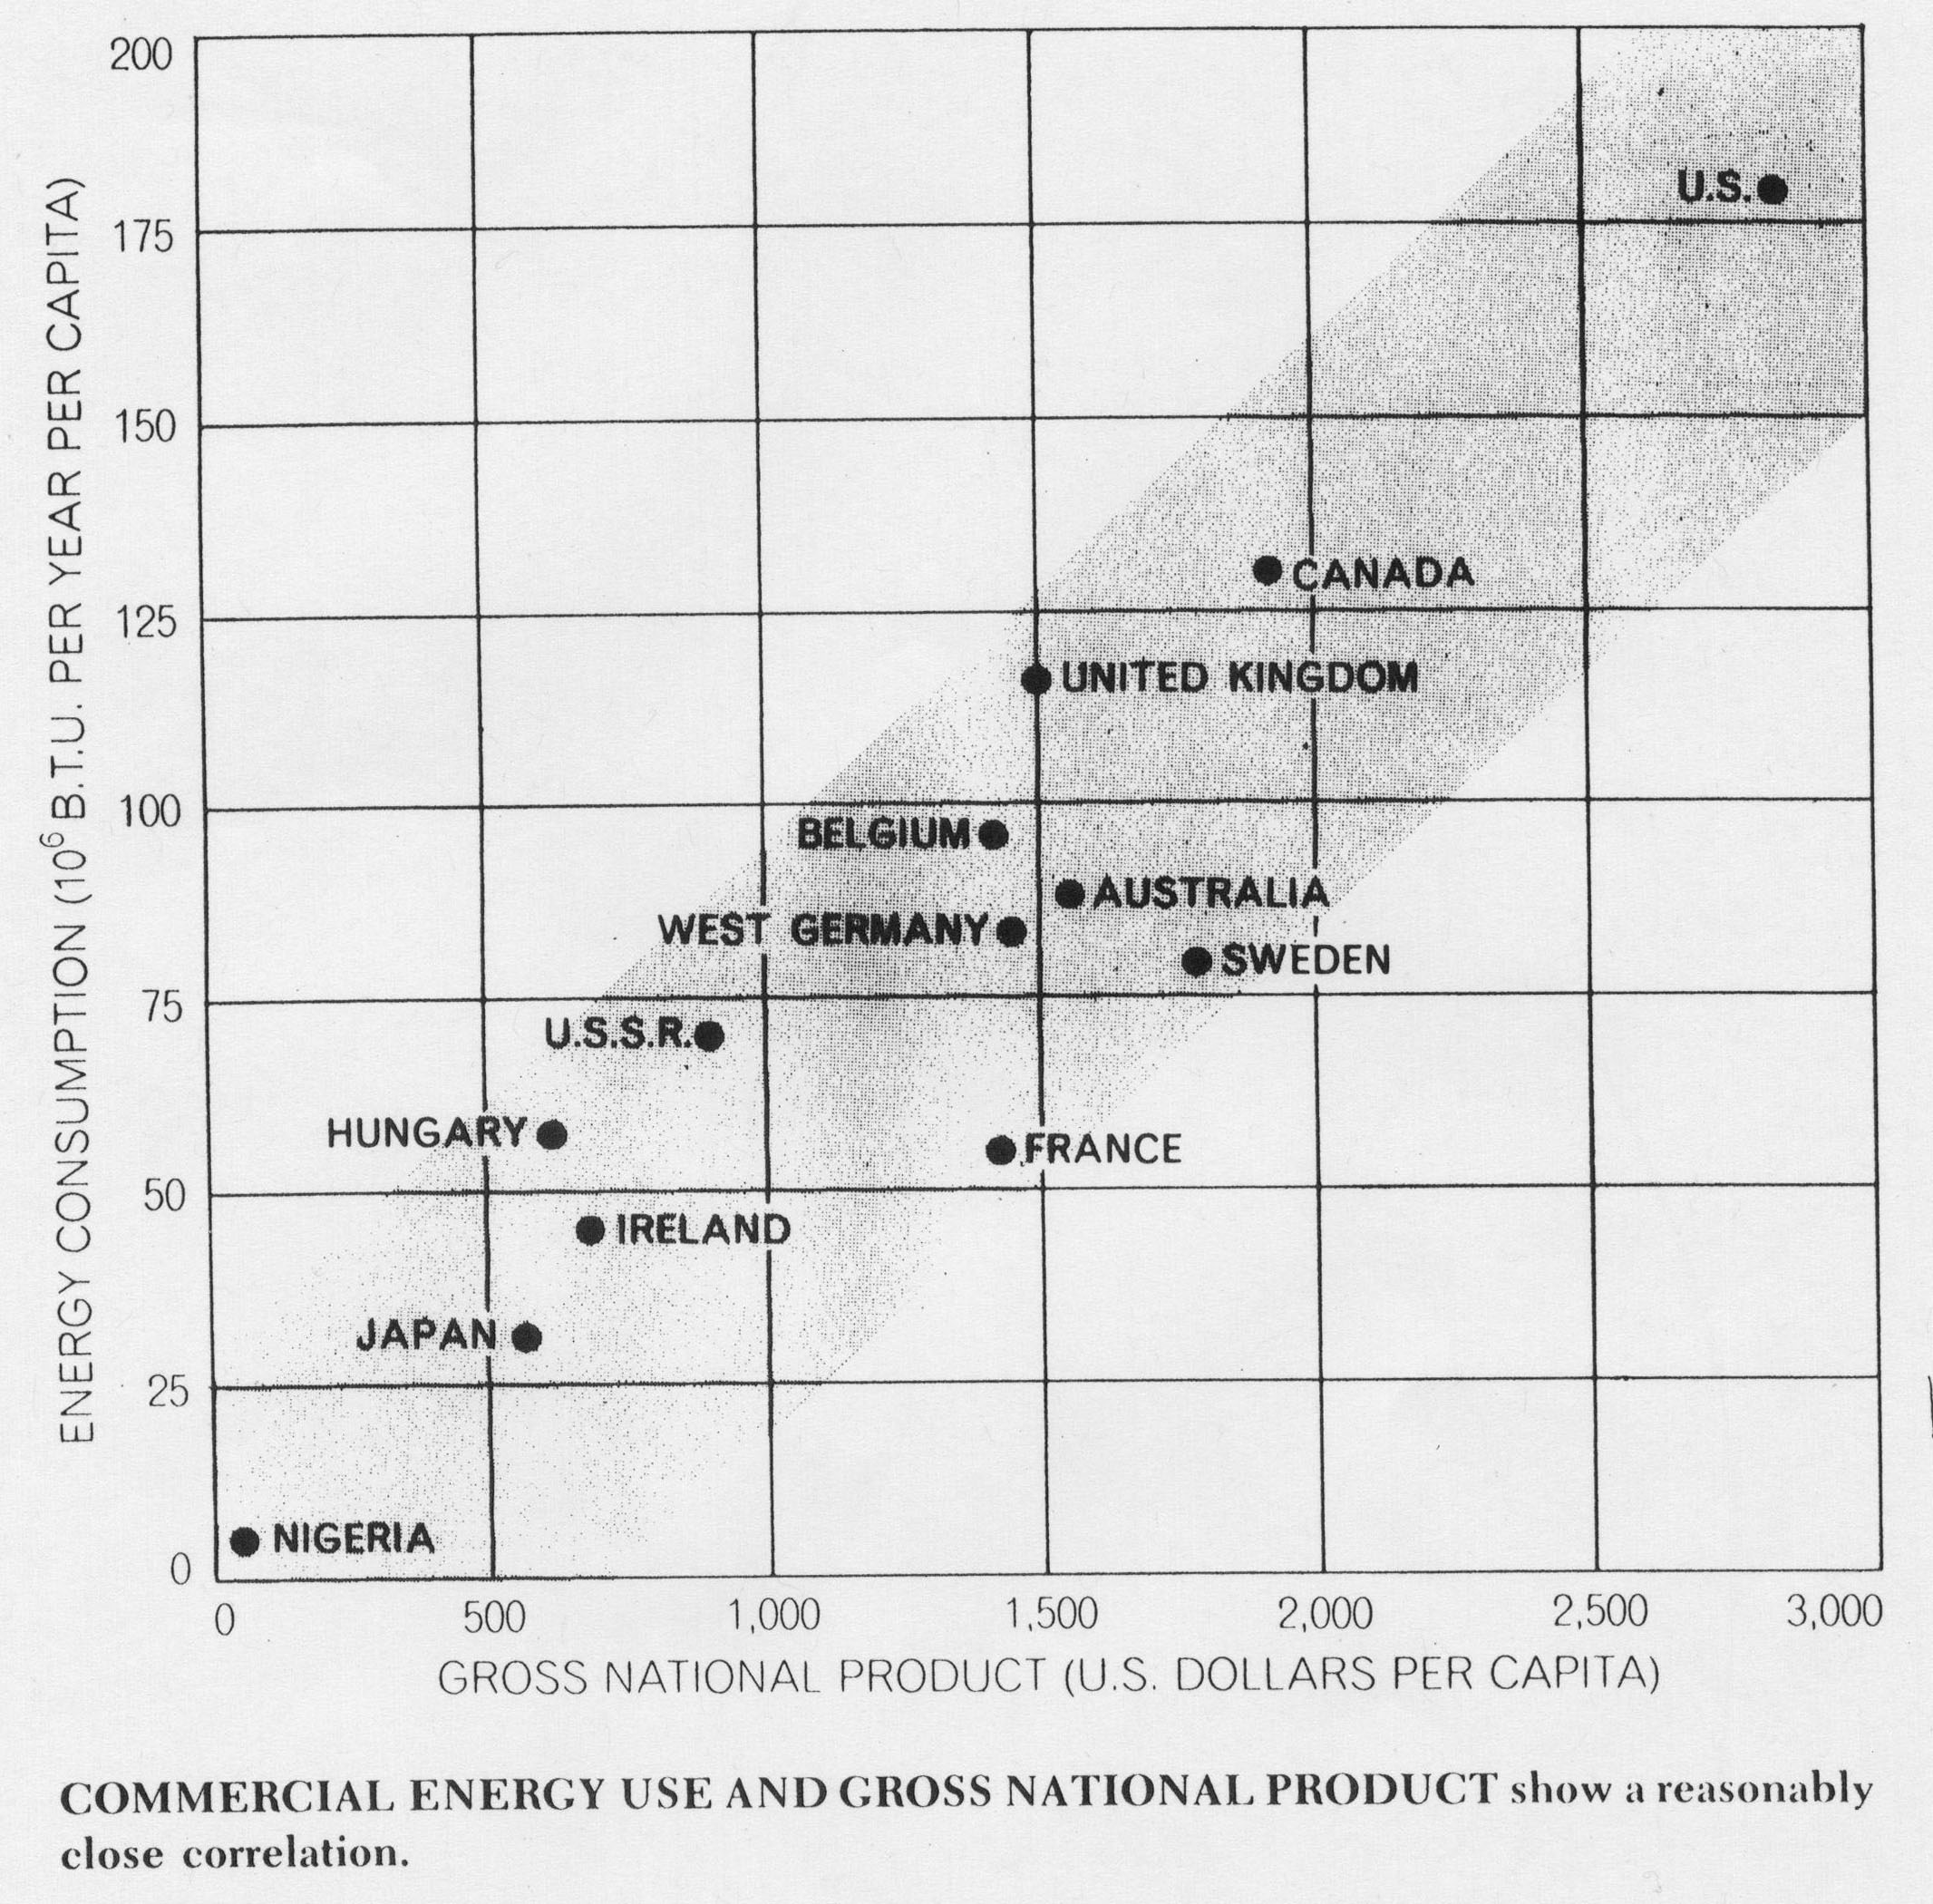 ENERGY CONSUMPTION (10⁶ B.T.U. PER YEAR PER CAPITA)
200
175
150
125
100
75
50
25
0
U.S.
CANADA
UNITED KINGDOM
BELGIUM
AUSTRALIA
WEST GERMANY
SWEDEN
U.S.S.R.
HUNGARY
FRANCE
IRELAND
JAPAN
NIGERIA
0 500 1,000 1,500 2,000 2,500 3,000
GROSS NATIONAL PRODUCT (U.S. DOLLARS PER CAPITA)
COMMERCIAL ENERGY USE AND GROSS NATIONAL PRODUCT show a reasonably
close correlation.